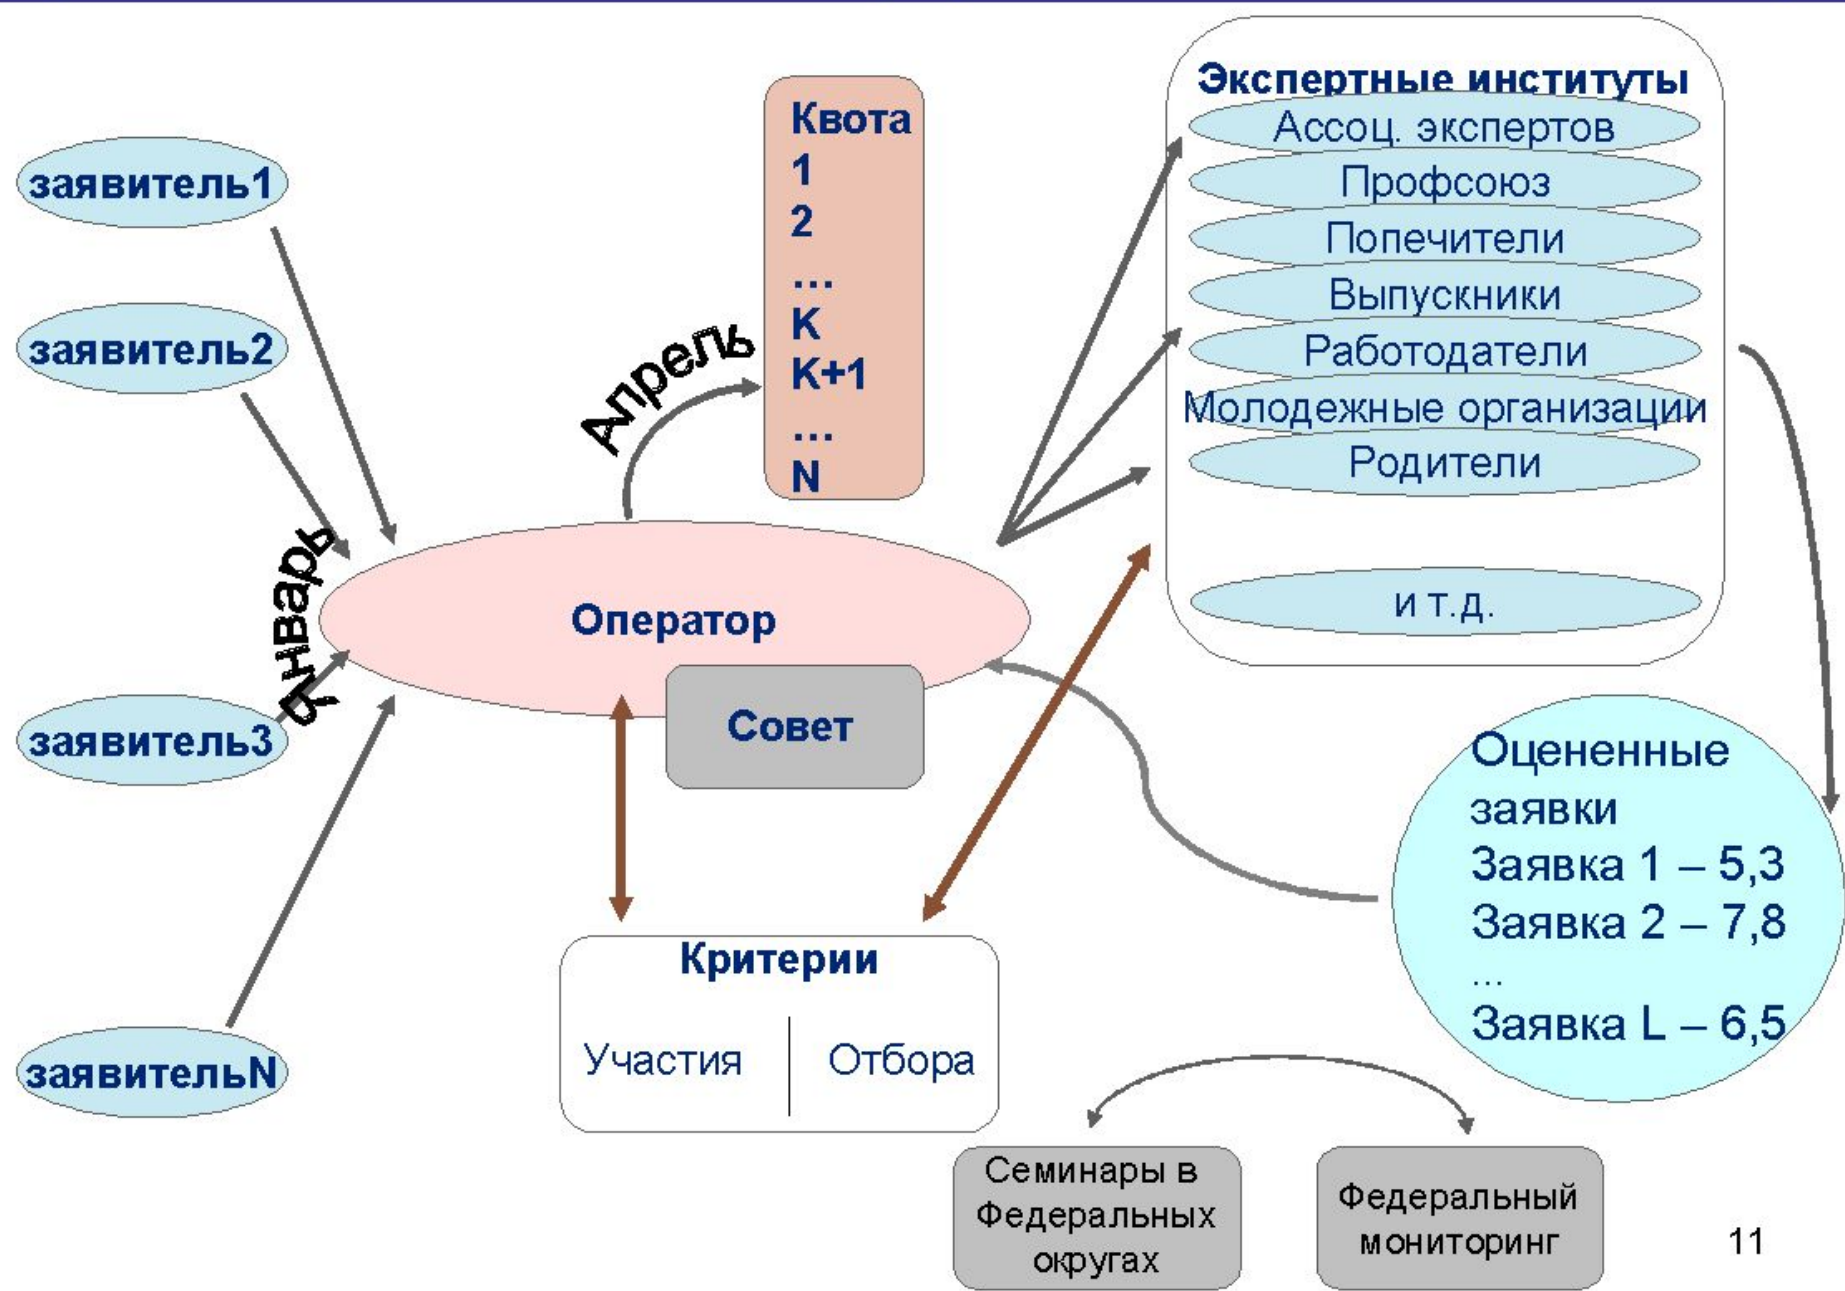 заявитель1
заявитель2
заявитель3
заявительN
Январь
Апрель
Квота
1
2
...
K
K+1
...
N
Оператор
Совет
Критерии
Участия
Отбора
Экспертные институты
Ассоц. экспертов
Профсоюз
Попечители
Выпускники
Работодатели
Молодежные организации
Родители
и т.д.
Оцененные
заявки
Заявка 1 – 5,3
Заявка 2 – 7,8
...
Заявка L – 6,5
Семинары в
Федеральных
округах
Федеральный
мониторинг
11